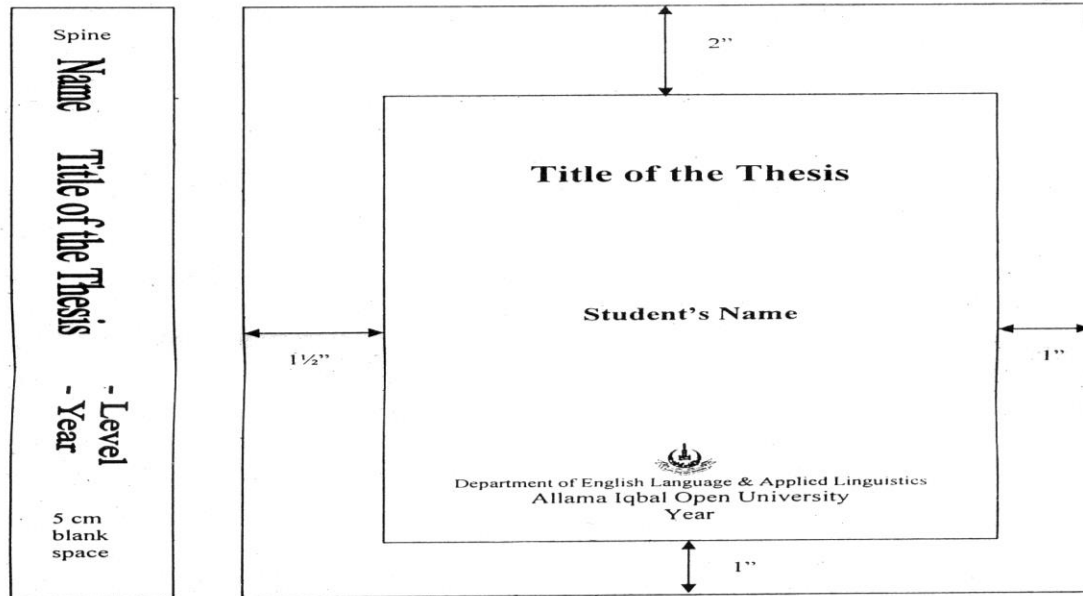 Spine
Name Title of the Thesis
- Level
- Year
5 cm
blank
space
2”
Title of the Thesis
Student's Name
1½”
1”
Department of English Language & Applied Linguistics
Allama Iqbal Open University
Year
1”